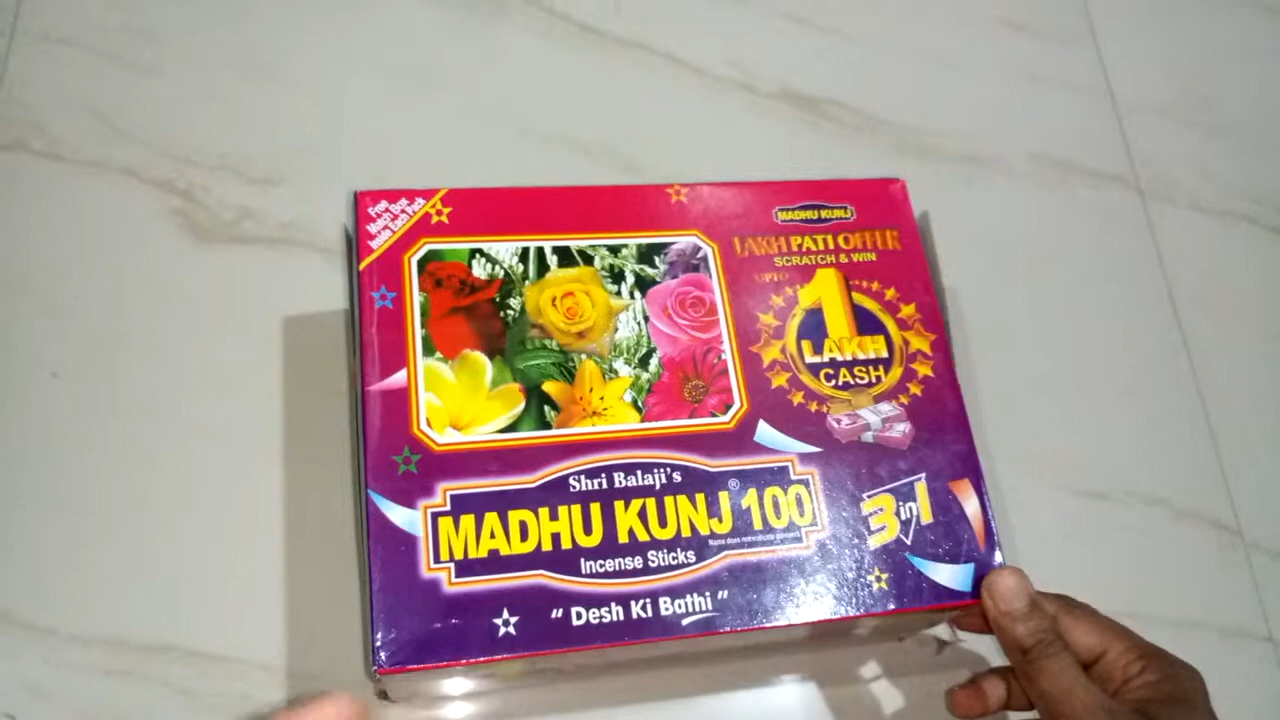 Free
Match Box
Inside Each Pack
MADHU KUNJ
LAKH PATI OFFER
SCRATCH & WIN
UPTO
1
LAKH
CASH
Shri Balaji's
MADHU KUNJ® 100
Incense Sticks
3 in 1
" Desh Ki Bathi "